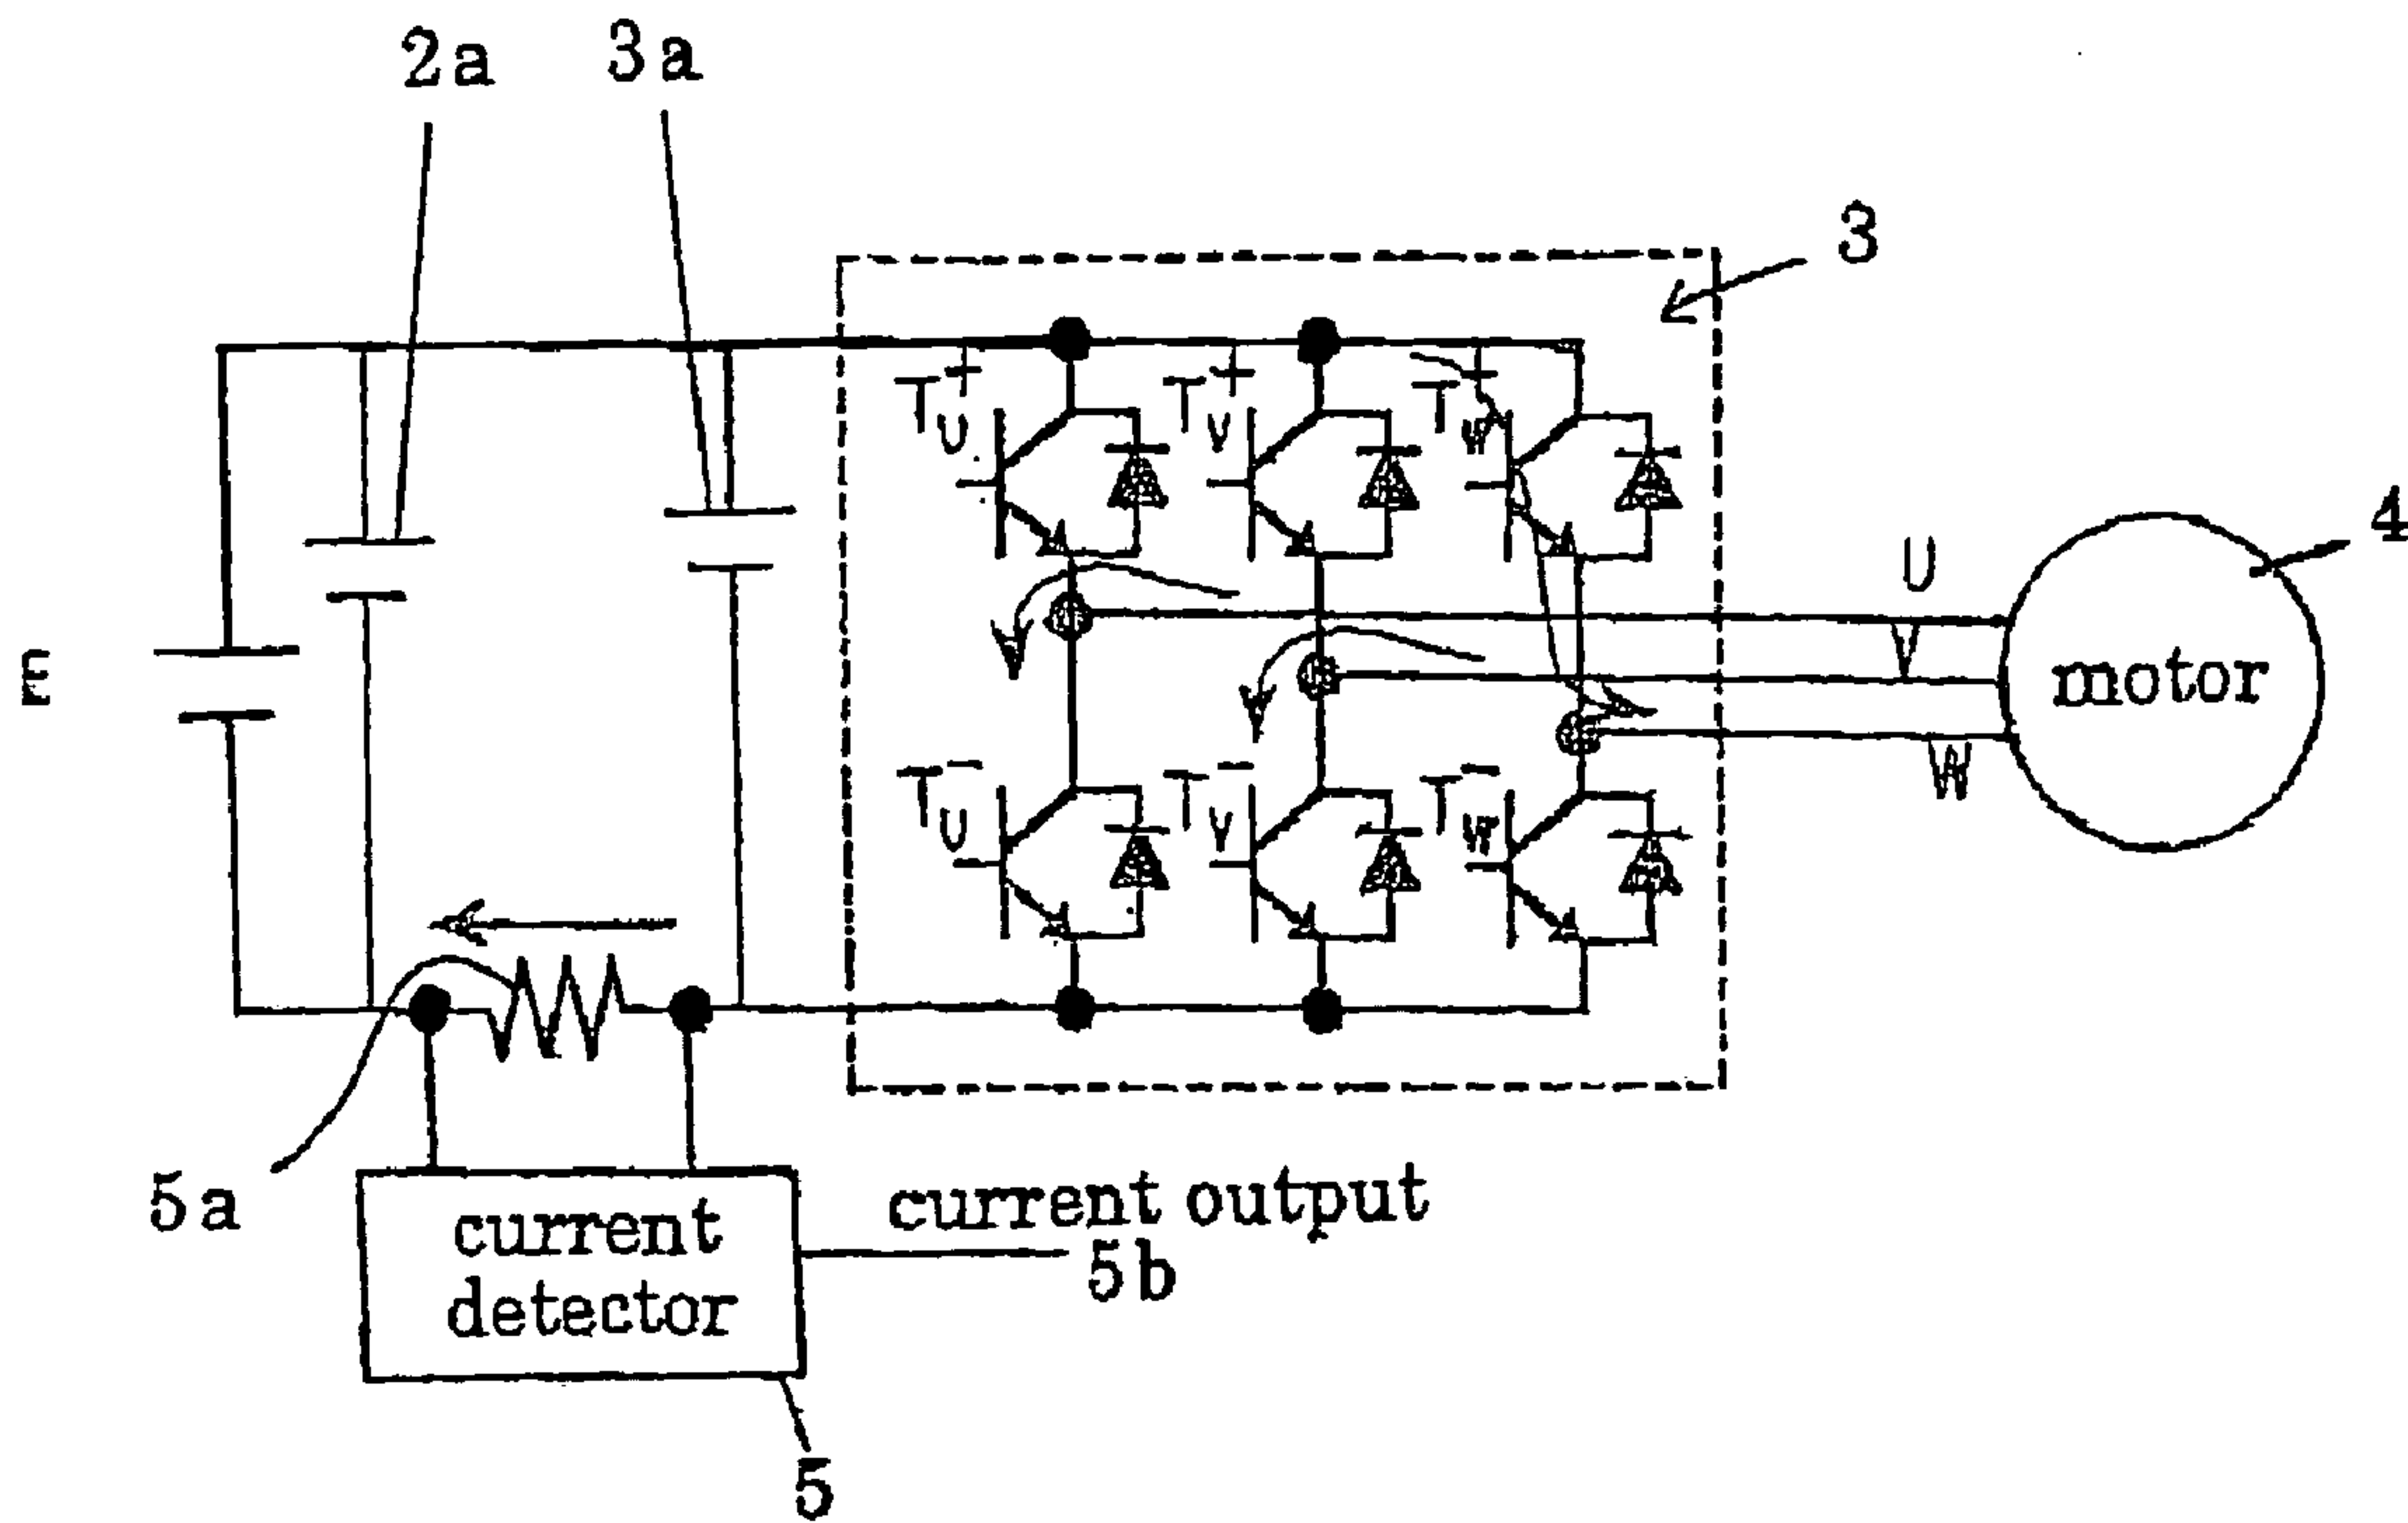 2a
3a
3
T+U
T+V
T+W
4
U
V
W
E
motor
T-U
T-V
T-W
5a
current
detector
current output
5b
5